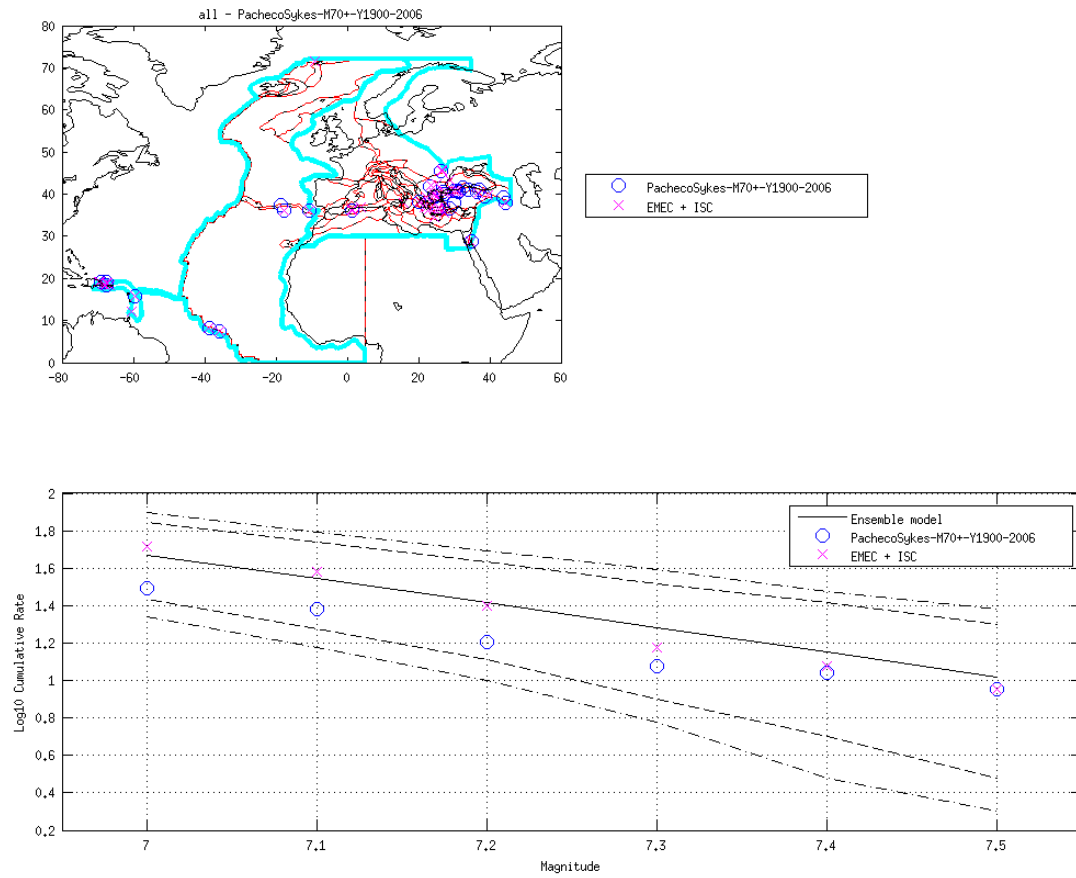 all - PachecoSykes-M70+-Y1900-2006
80
70
60
50
40
30
20
10
0
-80 -60 -40 -20 0 20 40 60
PachecoSykes-M70+-Y1900-2006
EMEC + ISC
2
1.8
1.6
1.4
1.2
1
0.8
0.6
0.4
0.2
Log10 Cumulative Rate
Ensemble model
PachecoSykes-M70+-Y1900-2006
EMEC + ISC
7 7.1 7.2 7.3 7.4 7.5
Magnitude